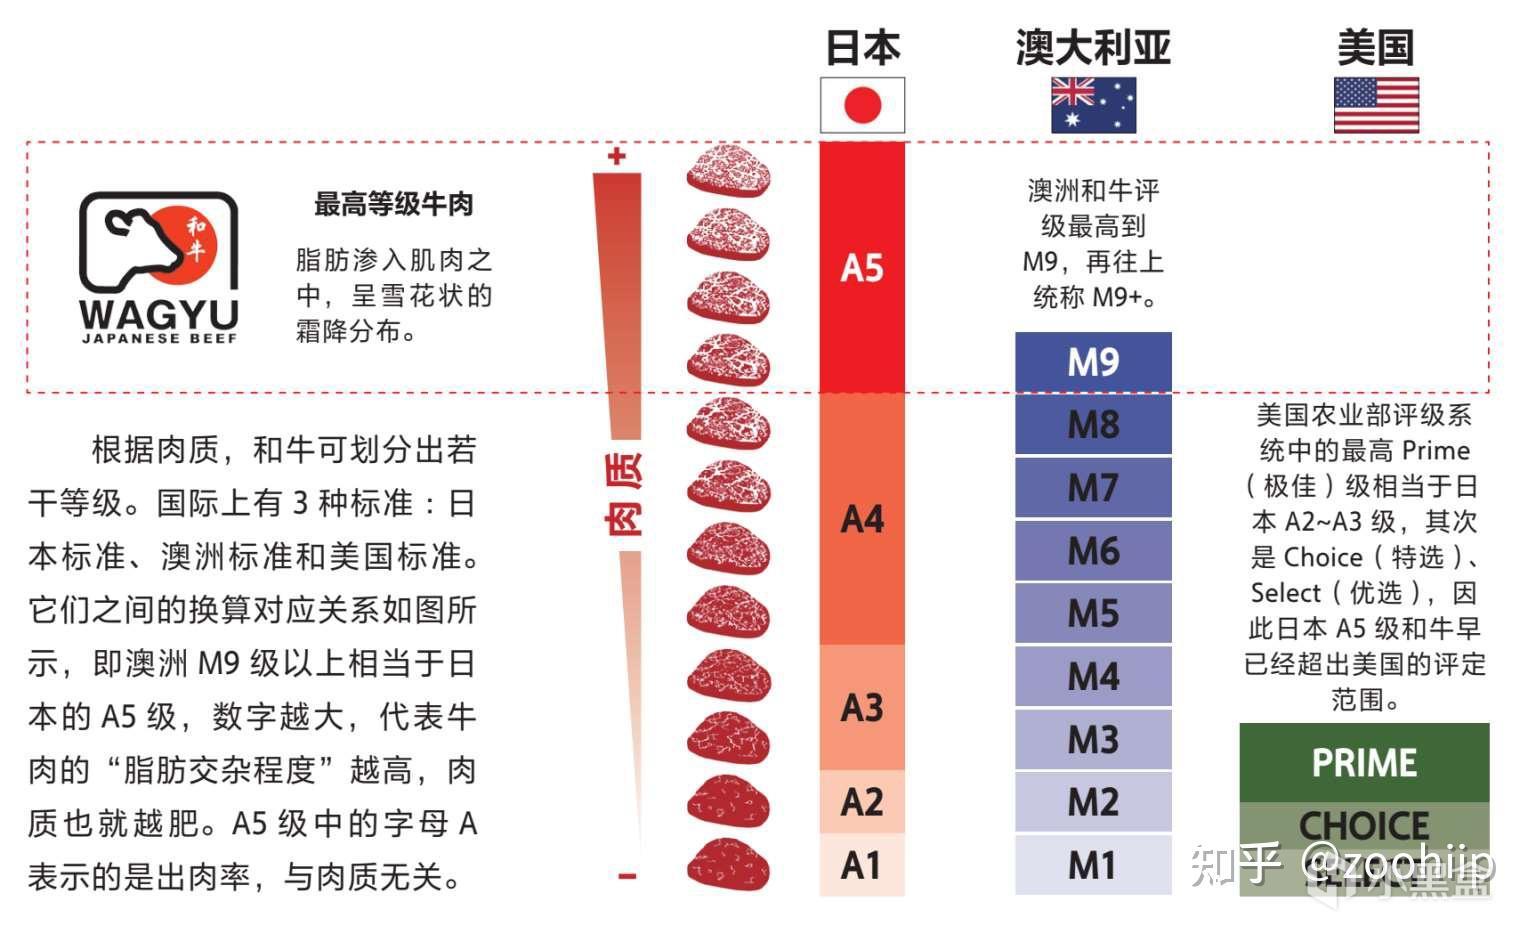 日本
澳大利亚
美国
和
牛
WAGYU
JAPANESE BEEF
最高等级牛肉
脂肪渗入肌肉之
中，呈雪花状的
霜降分布。
根据肉质，和牛可划分出若
干等级。国际上有 3 种标准：日
本标准、澳洲标准和美国标准。
它们之间的换算对应关系如图所
示，即澳洲 M9 级以上相当于日
本的 A5 级，数字越大，代表牛
肉的“脂肪交杂程度”越高，肉
质也就越肥。A5 级中的字母 A
表示的是出肉率，与肉质无关。
+
肉质
-
A5
A4
A3
A2
A1
澳洲和牛评
级最高到
M9，再往上
统称 M9+。
M9
M8
M7
M6
M5
M4
M3
M2
M1
美国农业部评级系
统中的最高 Prime
（极佳）级相当于日
本 A2~A3 级，其次
是 Choice（特选）、
Select（优选），因
此日本 A5 级和牛早
已经超出美国的评定
范围。
PRIME
CHOICE
SELECT
知乎 @zoohiip
小黑盒